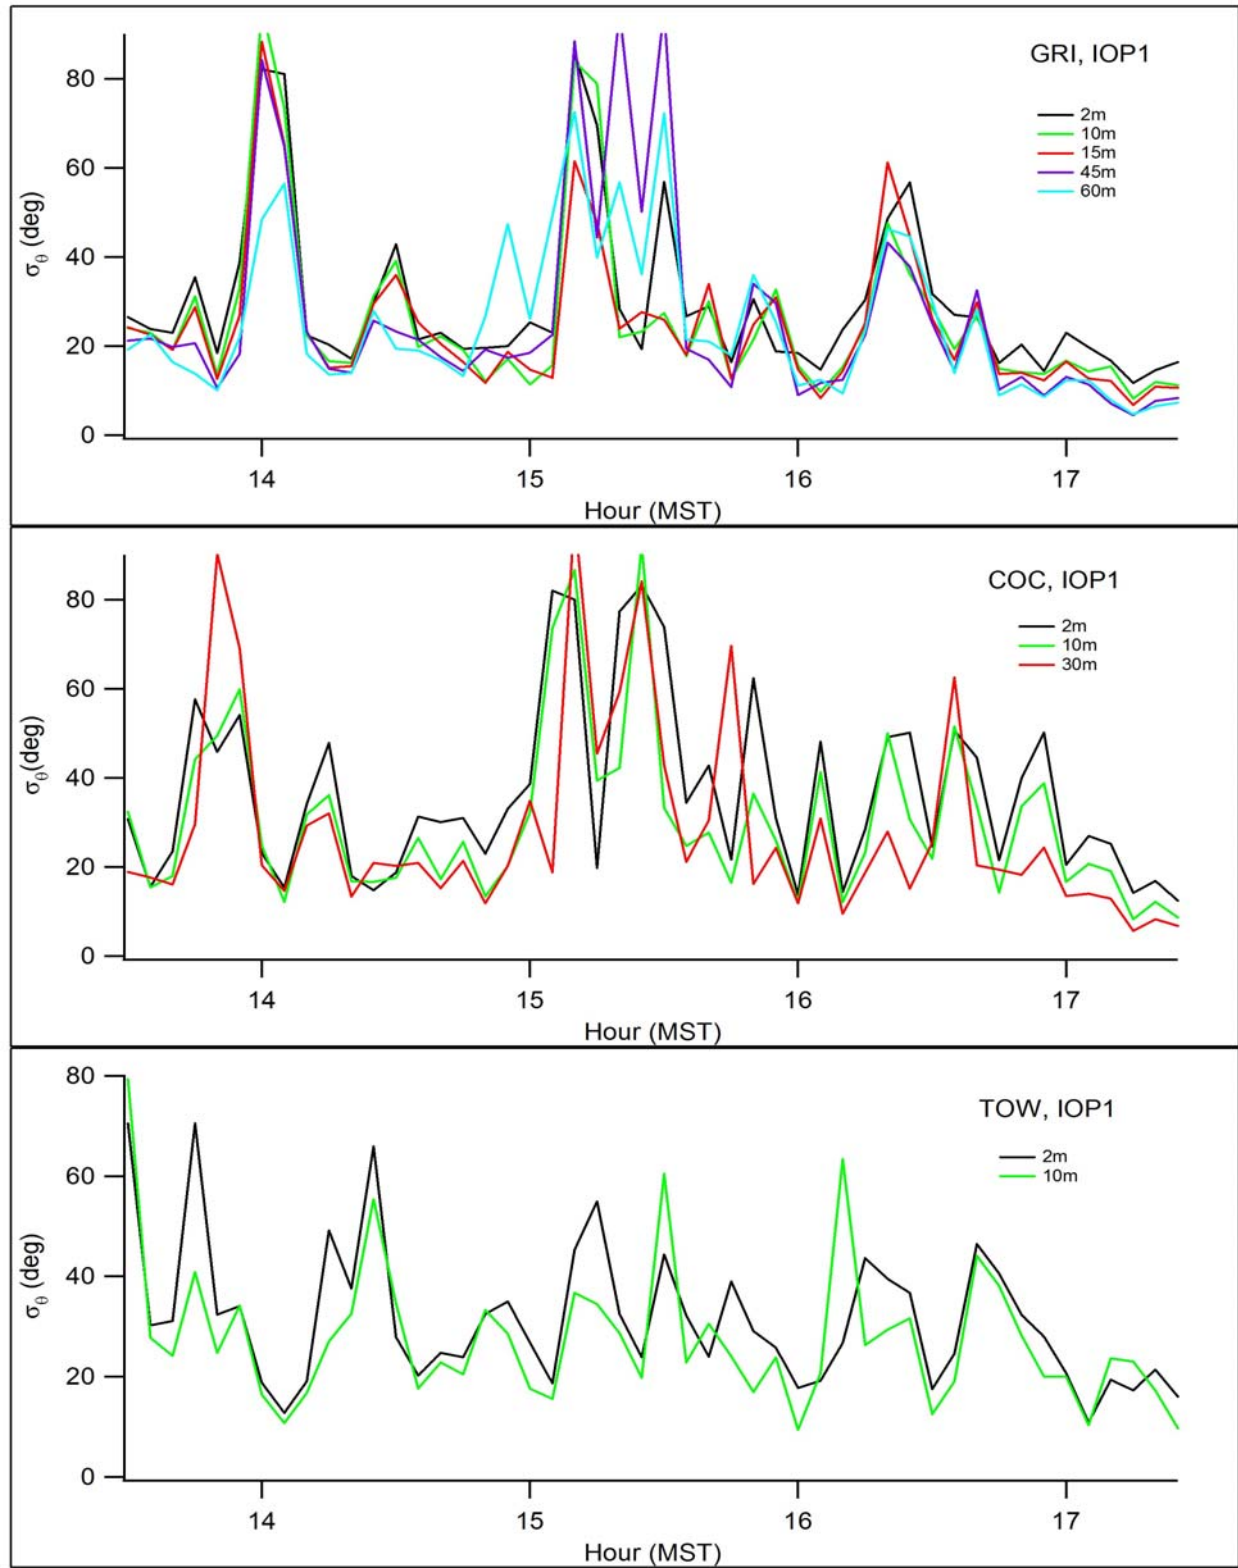 GRI, IOP1
2m
10m
15m
45m
60m
80
60
40
20
0
σθ (deg)
14 15 16 17
Hour (MST)
COC, IOP1
2m
10m
30m
80
60
40
20
0
σθ(deg)
14 15 16 17
Hour (MST)
TOW, IOP1
2m
10m
80
60
40
20
0
σθ (deg)
14 15 16 17
Hour (MST)